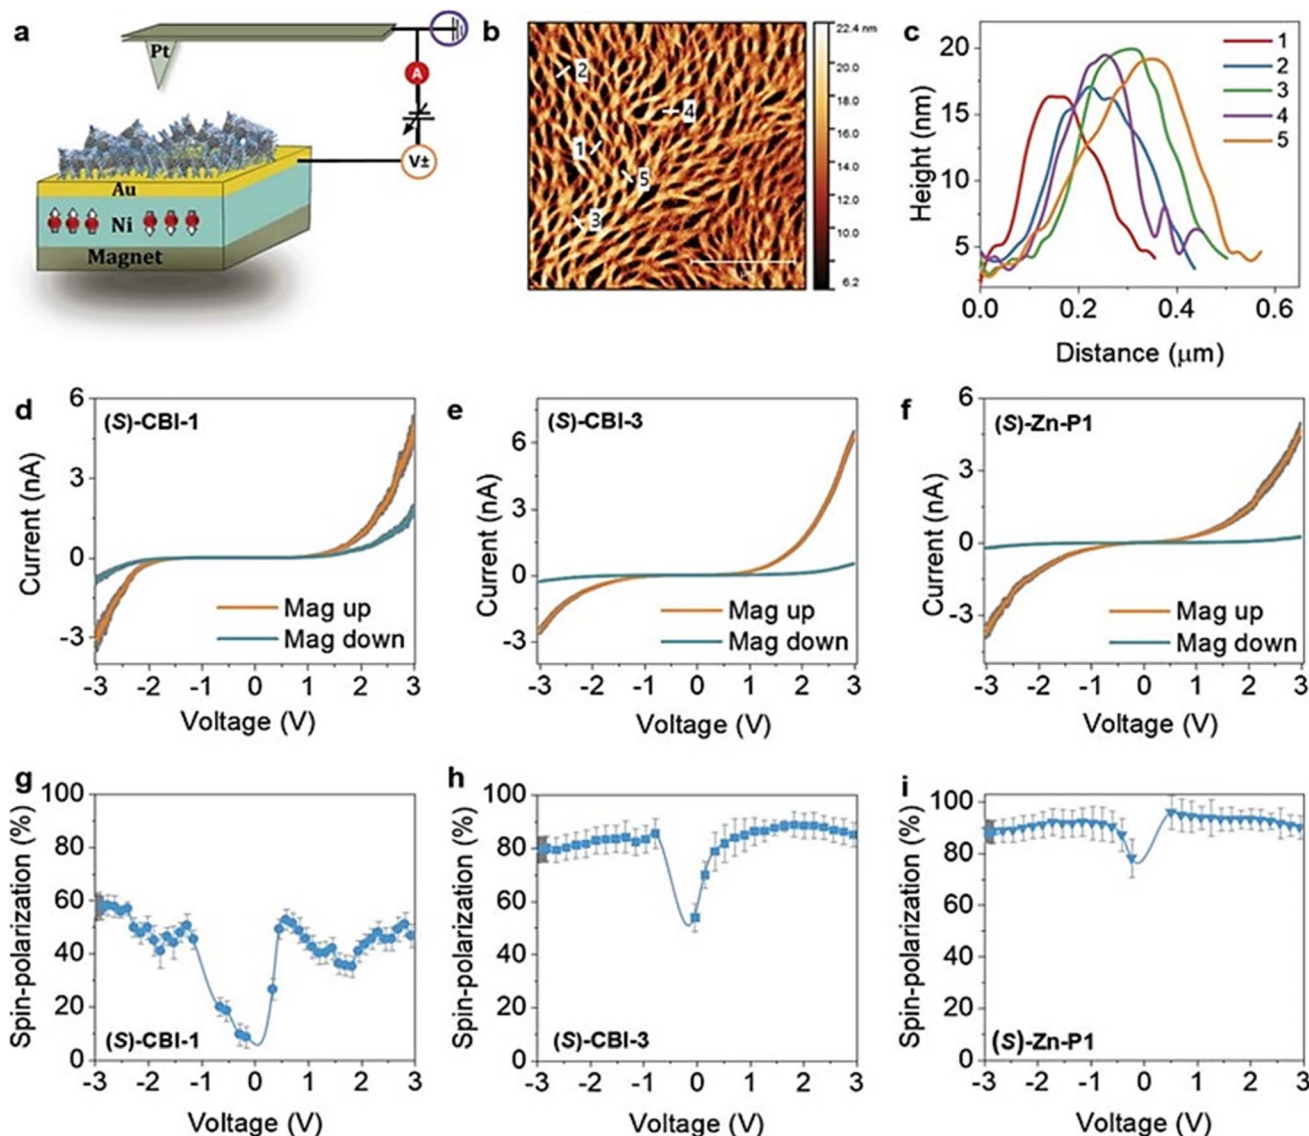 a
Pt
A
V±
Au
Ni
Magnet
b
2
4
1
5
3
22.4 nm
20.0
18.0
16.0
14.0
12.0
10.0
6.2
c
Height (nm)
20
15
10
5
0.0 0.2 0.4 0.6
Distance (μm)
1
2
3
4
5
d
(S)-CBI-1
Current (nA)
6
3
0
-3
Mag up
Mag down
-3 -2 -1 0 1 2 3
Voltage (V)
e
(S)-CBI-3
Current (nA)
6
3
0
-3
Mag up
Mag down
-3 -2 -1 0 1 2 3
Voltage (V)
f
(S)-Zn-P1
Current (nA)
6
3
0
-3
Mag up
Mag down
-3 -2 -1 0 1 2 3
Voltage (V)
g
Spin-polarization (%)
100
80
60
40
20
0
(S)-CBI-1
-3 -2 -1 0 1 2 3
Voltage (V)
h
Spin-polarization (%)
100
80
60
40
20
0
(S)-CBI-3
-3 -2 -1 0 1 2 3
Voltage (V)
i
Spin-polarization (%)
100
80
60
40
20
0
(S)-Zn-P1
-3 -2 -1 0 1 2 3
Voltage (V)